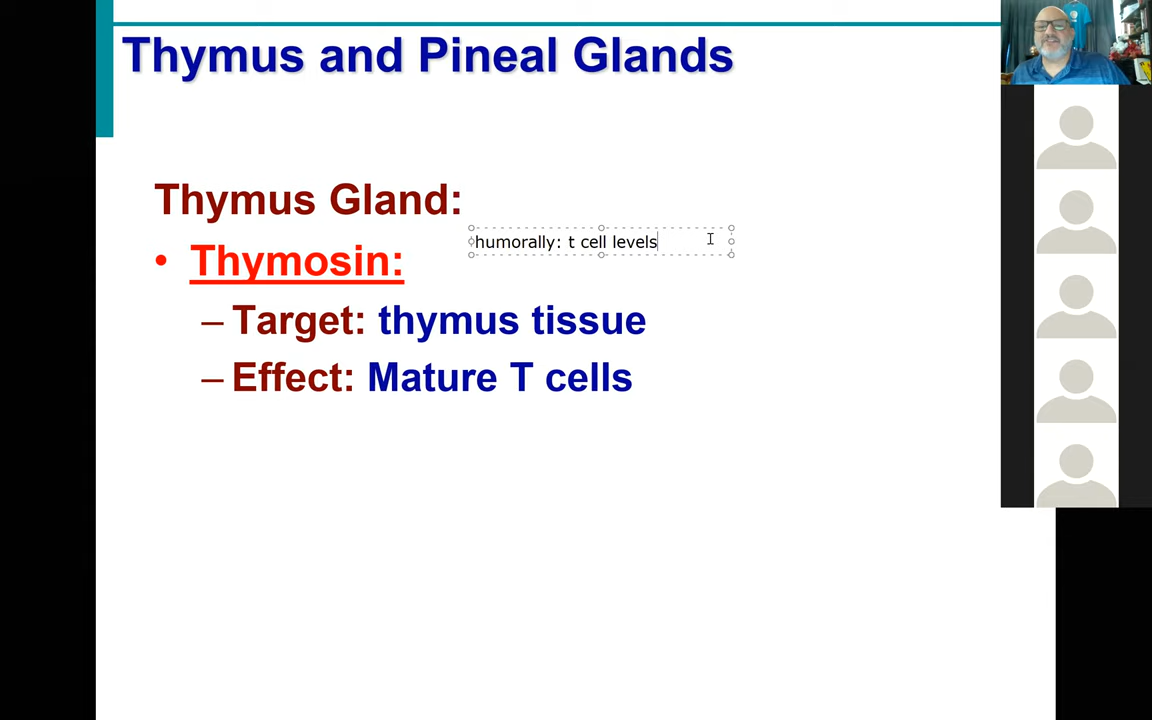 Thymus and Pineal Glands
Thymus Gland:
humorally: t cell levels
• Thymosin:
– Target: thymus tissue
– Effect: Mature T cells